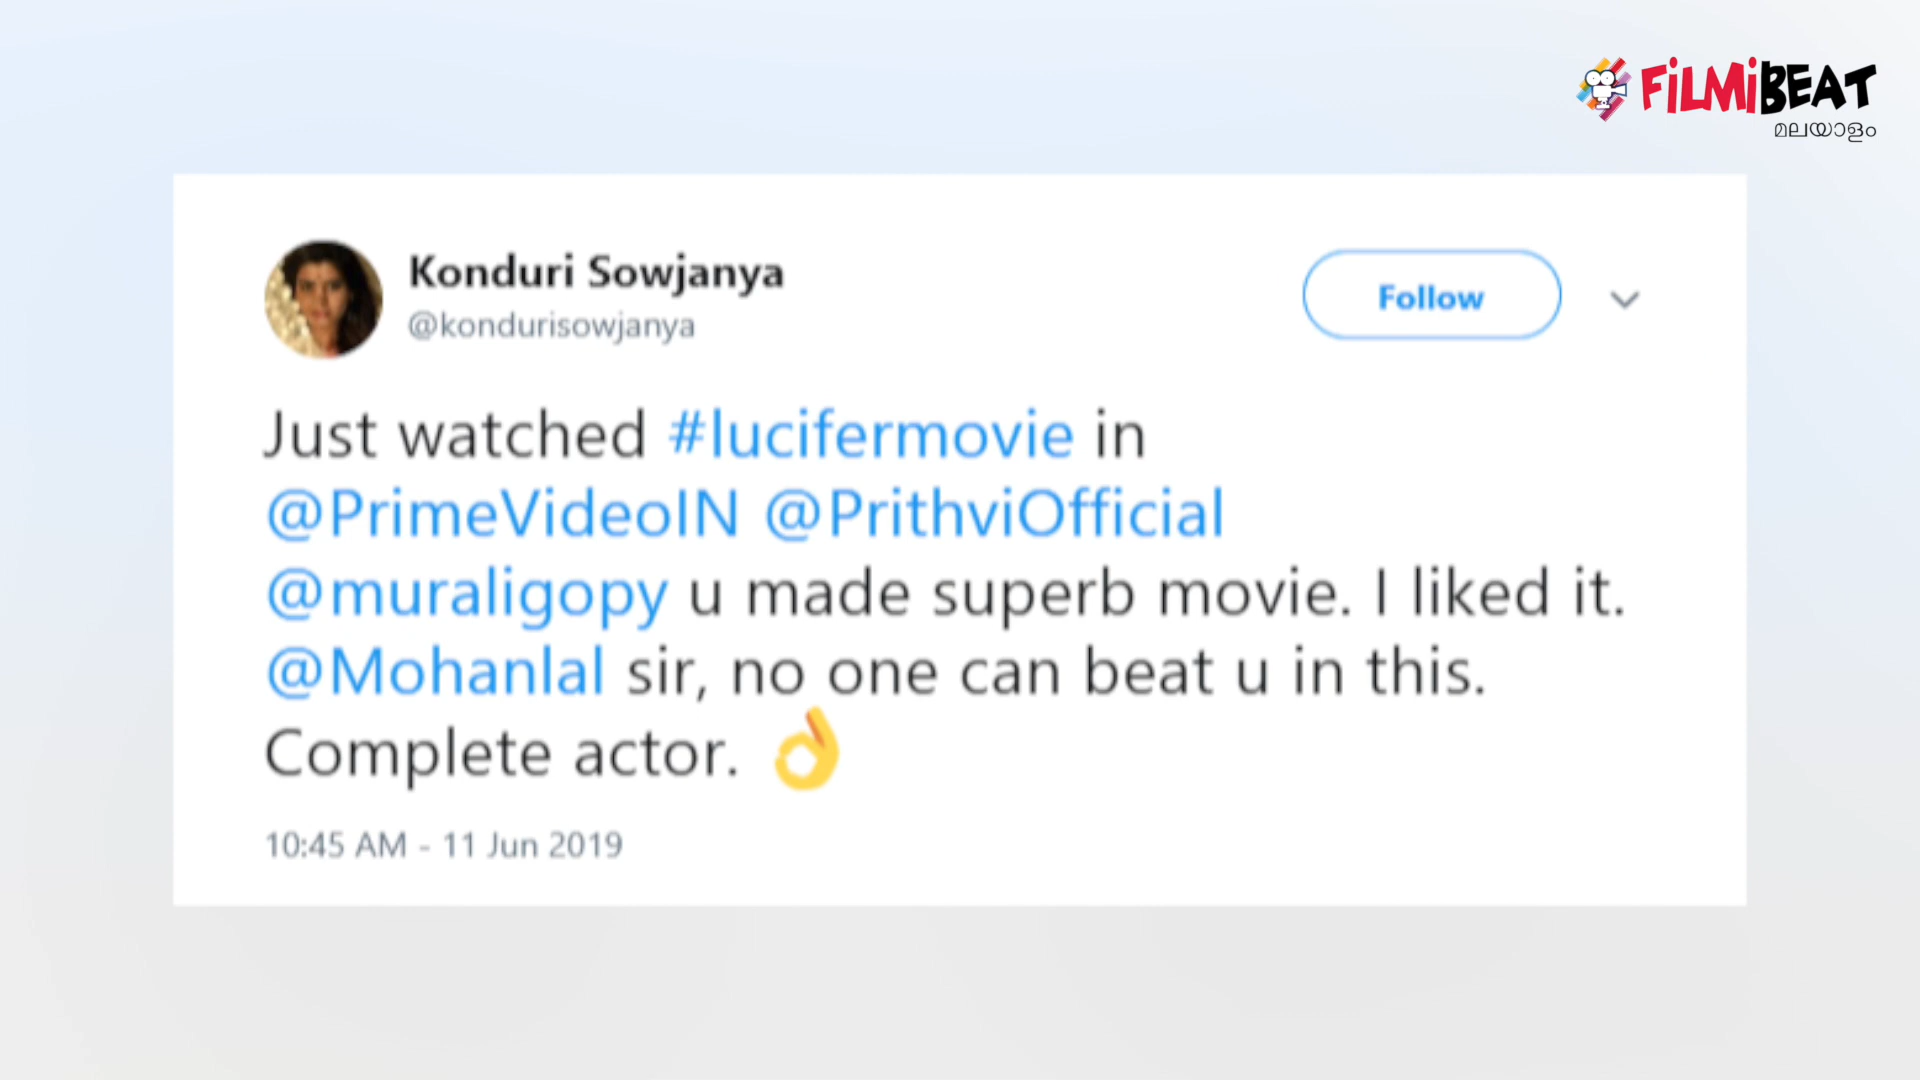 FiLMiBEAT
മലയാളം
Konduri Sowjanya
@kondurisowjanya
Follow
Just watched #lucifermovie in
@PrimeVideoIN @PrithviOfficial
@muraligopy u made superb movie. I liked it.
@Mohanlal sir, no one can beat u in this.
Complete actor. 👌
10:45 AM - 11 Jun 2019